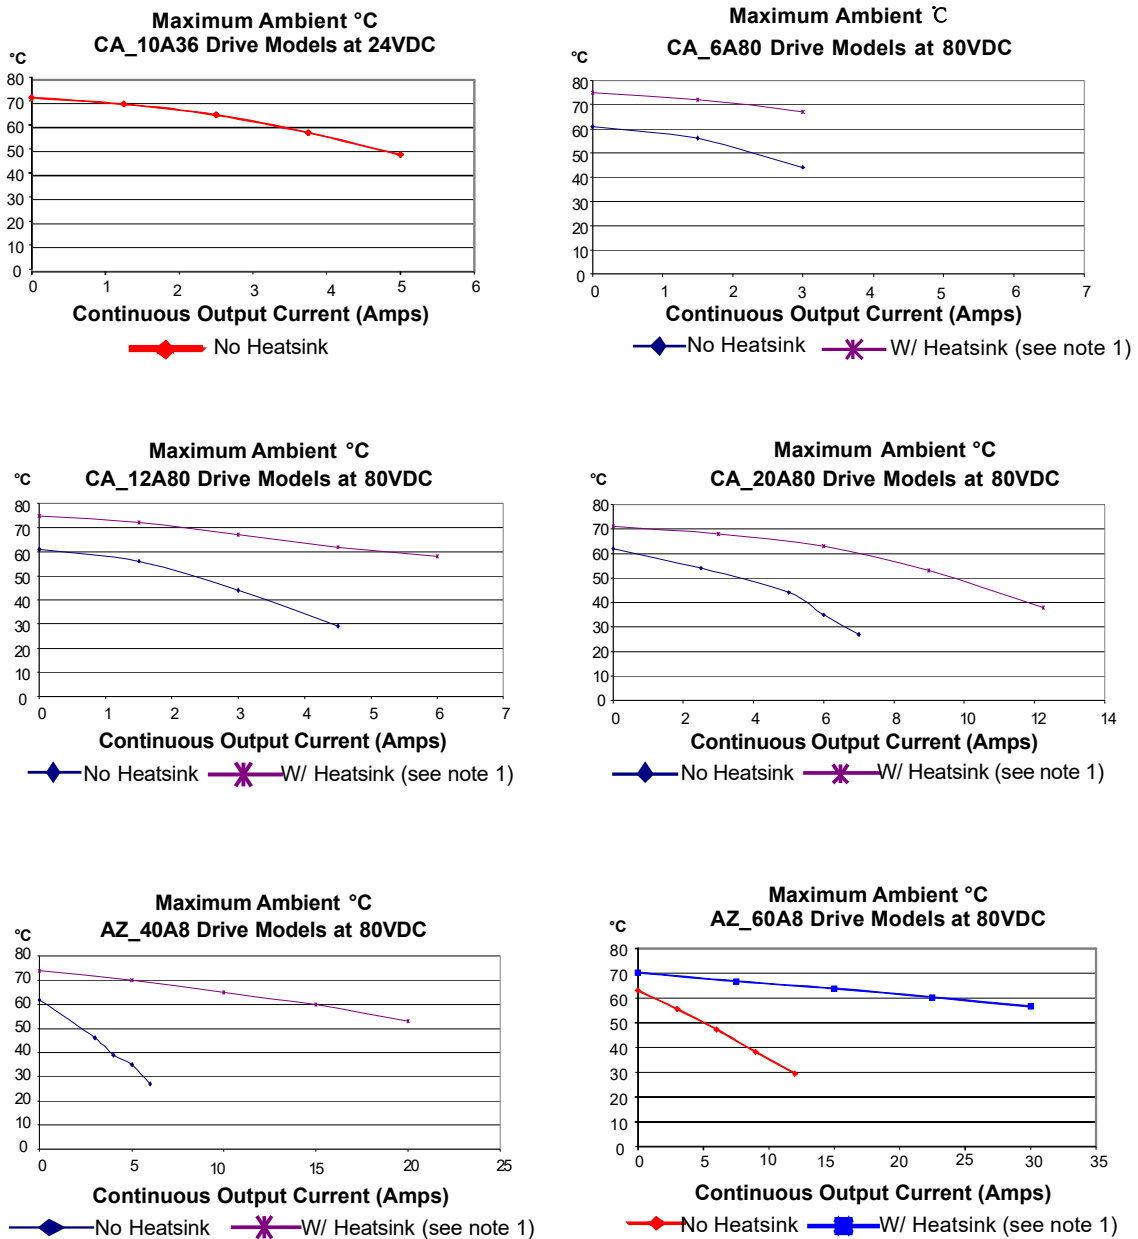 Maximum Ambient °C
CA_10A36 Drive Models at 24VDC
°C
80
70
60
50
40
30
20
10
0
0 1 2 3 4 5 6
Continuous Output Current (Amps)
No Heatsink
Maximum Ambient ℃
CA_6A80 Drive Models at 80VDC
°C
80
70
60
50
40
30
20
10
0
0 1 2 3 4 5 6 7
Continuous Output Current (Amps)
No Heatsink W/ Heatsink (see note 1)
Maximum Ambient °C
CA_12A80 Drive Models at 80VDC
°C
80
70
60
50
40
30
20
10
0
0 1 2 3 4 5 6 7
Continuous Output Current (Amps)
No Heatsink W/ Heatsink (see note 1)
Maximum Ambient °C
CA_20A80 Drive Models at 80VDC
°C
80
70
60
50
40
30
20
10
0
0 2 4 6 8 10 12 14
Continuous Output Current (Amps)
No Heatsink W/ Heatsink (see note 1)
Maximum Ambient °C
AZ_40A8 Drive Models at 80VDC
°C
80
70
60
50
40
30
20
10
0
0 5 10 15 20 25
Continuous Output Current (Amps)
No Heatsink W/ Heatsink (see note 1)
Maximum Ambient °C
AZ_60A8 Drive Models at 80VDC
°C
80
70
60
50
40
30
20
10
0
0 5 10 15 20 25 30 35
Continuous Output Current (Amps)
No Heatsink W/ Heatsink (see note 1)